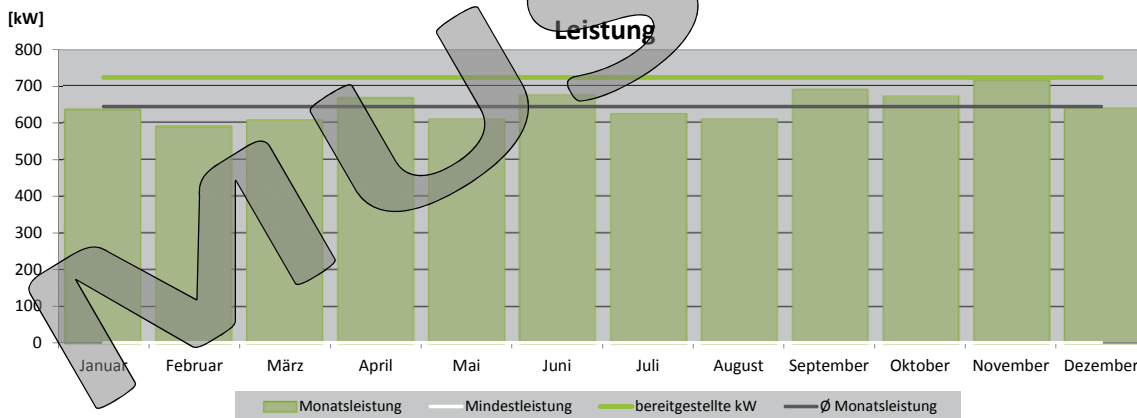 [kW]
Leistung
800
700
600
500
400
300
200
100
0
Januar Februar März April Mai Juni Juli August September Oktober November Dezember
Monatsleistung Mindestleistung bereitgestellte kW Ø Monatsleistung
MUS